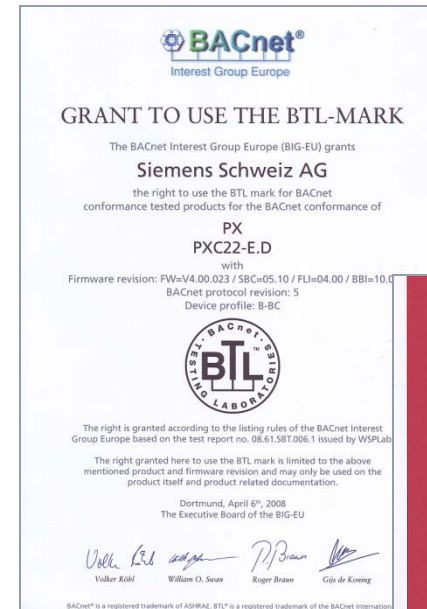 BACnet®
Interest Group Europe
GRANT TO USE THE BTL-MARK
The BACnet Interest Group Europe (BIG-EU) grants
Siemens Schweiz AG
the right to use the BTL mark for BACnet
conformance tested products for the BACnet conformance of
PX
PXC22-E.D
with
Firmware revision: FW=V4.00.023 / SBC=05.10 / FLI=04.00 / BBI=10.0
BACnet protocol revision: 5
Device profile: B-BC
BACnet
BTL™
TESTING LABORATORIES
The right is granted according to the listing rules of the BACnet Interest
Group Europe based on the test report no. 08.61.SBT.006.1 issued by WSPLab
The right granted here to use the BTL mark is limited to the above
mentioned product and firmware revision and may only be used on the
product itself and product related documentation.
Dortmund, April 6th, 2008
The Executive Board of the BIG-EU
Volker Röhl William O. Swan Roger Braun Gijs de Koning
BACnet® is a registered trademark of ASHRAE. BTL® is a registered trademark of the BACnet International